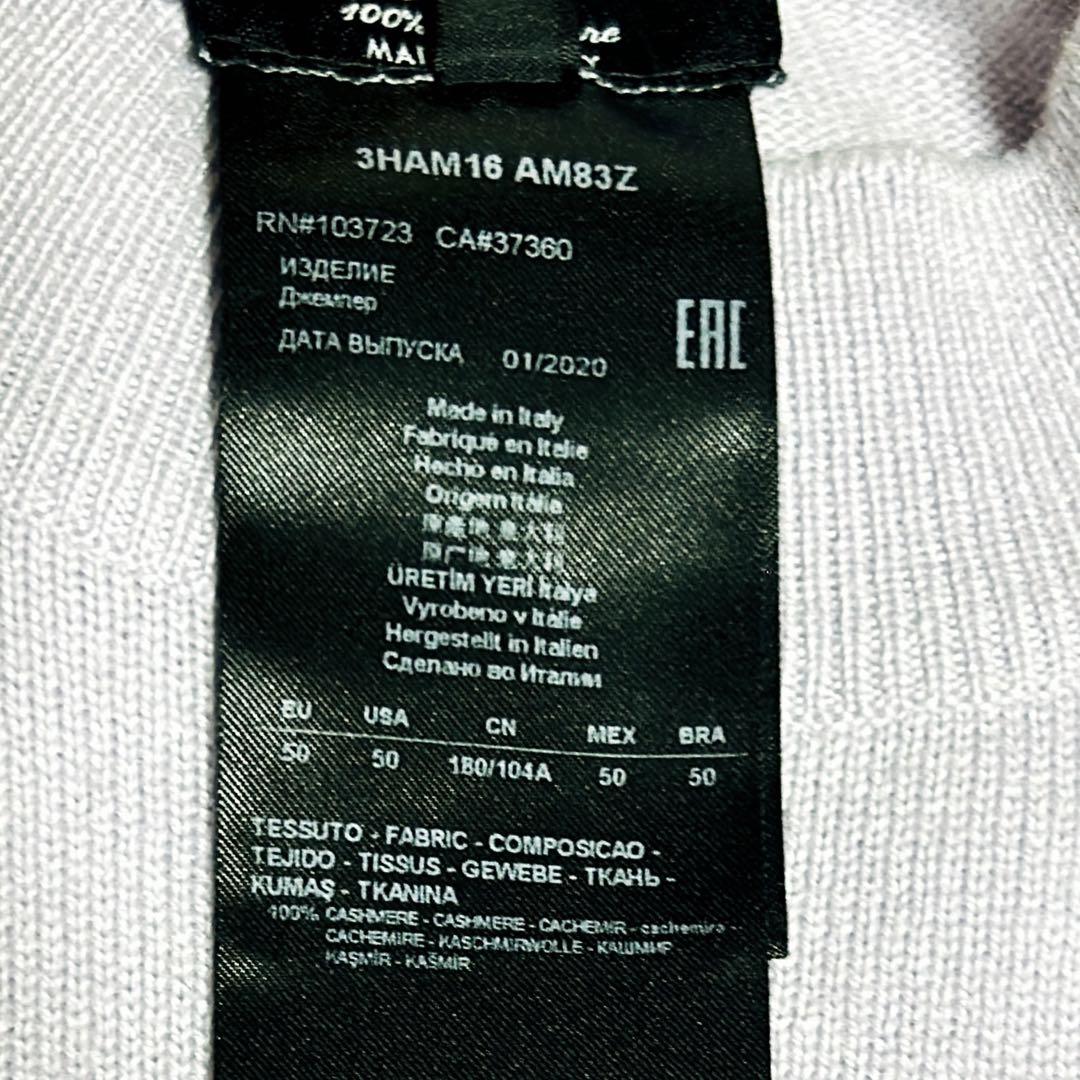 100%
3HAM16 AM83Z
RN#103723 CA#37360
ИЗДЕЛИЕ
Джемпер
EAC
ДАТА ВЫПУСКА 01/2020
Made in Italy
Fabriqué en Italie
Hecho en Italia
Origem Itália
ÜRETİM YERİ İtalya
Vyrobeno v Itálie
Hergestellt in Italien
Сделано во Италии
EU USA CN MEX BRA
50 50 180/104A 50 50
TESSUTO - FABRIC - COMPOSICAO -
TEJIDO - TISSUS - GEWEBE - ТКАНЬ -
KUMAŞ - TKANINA
100% CASHMERE - CASHMERE - CACHEMIR - cachemira -
CACHEMIRE - KASCHMIRWOLLE - КАШМИР
KAŞMİR - KAŠMÍR